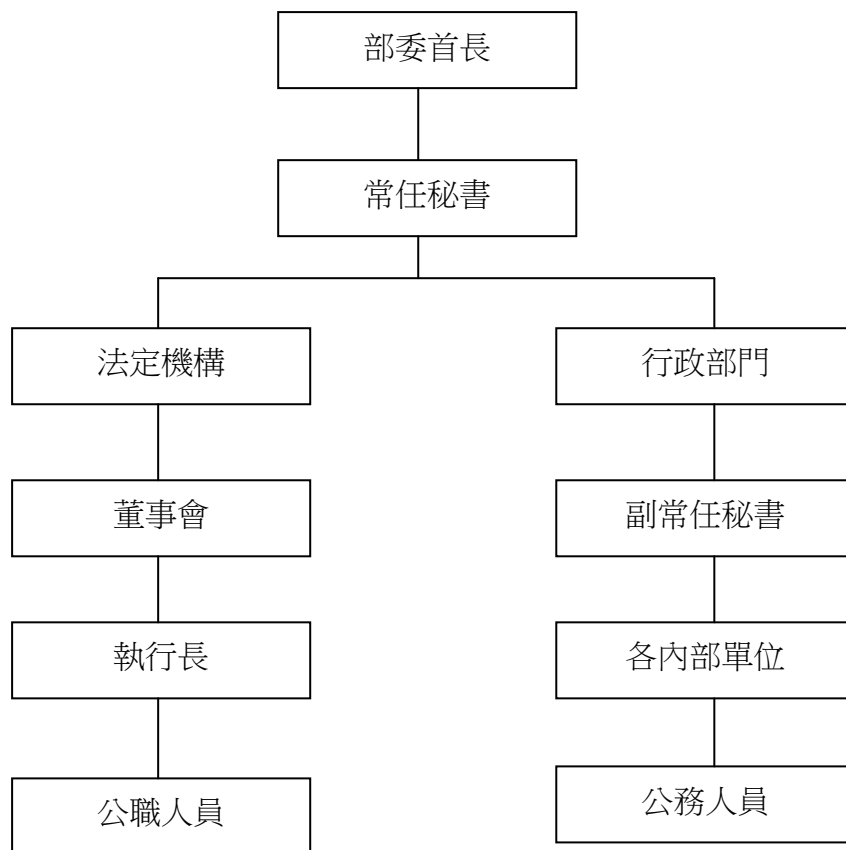 部委首長
常任秘書
法定機構
行政部門
董事會
副常任秘書
執行長
各內部單位
公職人員
公務人員